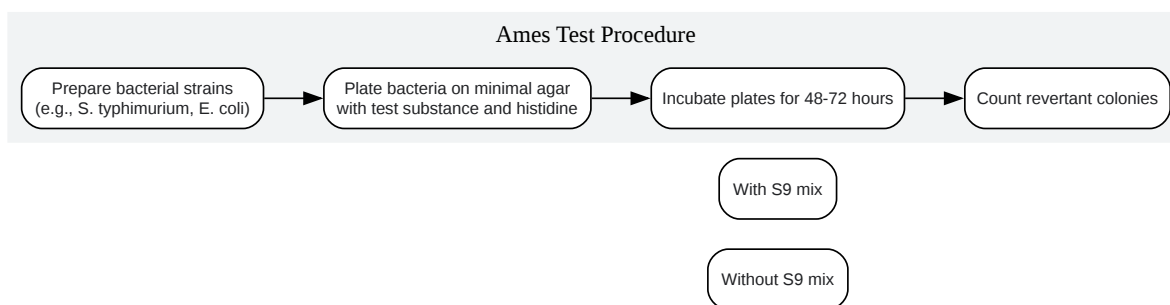 Ames Test Procedure
Prepare bacterial strains
(e.g., S. typhimurium, E. coli)
Plate bacteria on minimal agar
with test substance and histidine
Incubate plates for 48-72 hours
Count revertant colonies
With S9 mix
Without S9 mix